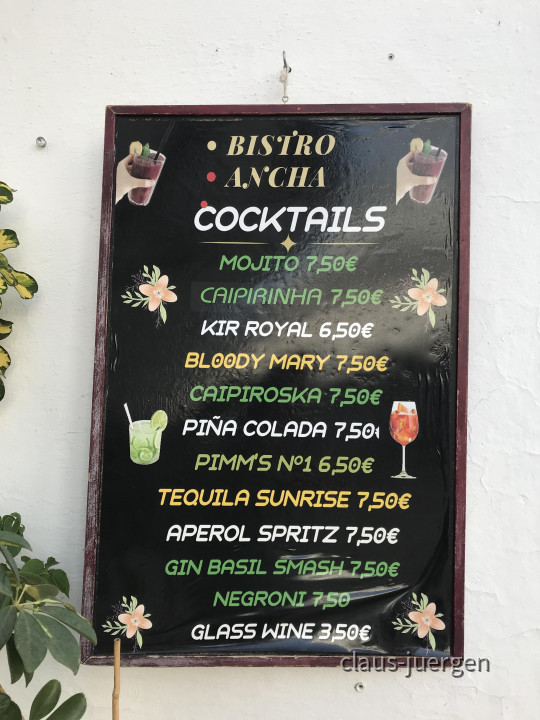 BISTRO
ANCHA
COCKTAILS
MOJITO 7,50€
CAIPIRINHA 7,50€
KIR ROYAL 6,50€
BLOODY MARY 7,50€
CAIPIROSKA 7,50€
PIÑA COLADA 7,50€
PIMM'S Nº1 6,50€
TEQUILA SUNRISE 7,50€
APEROL SPRITZ 7,50€
GIN BASIL SMASH 7,50€
NEGRONI 7,50
GLASS WINE 3,50€
claus-juergen